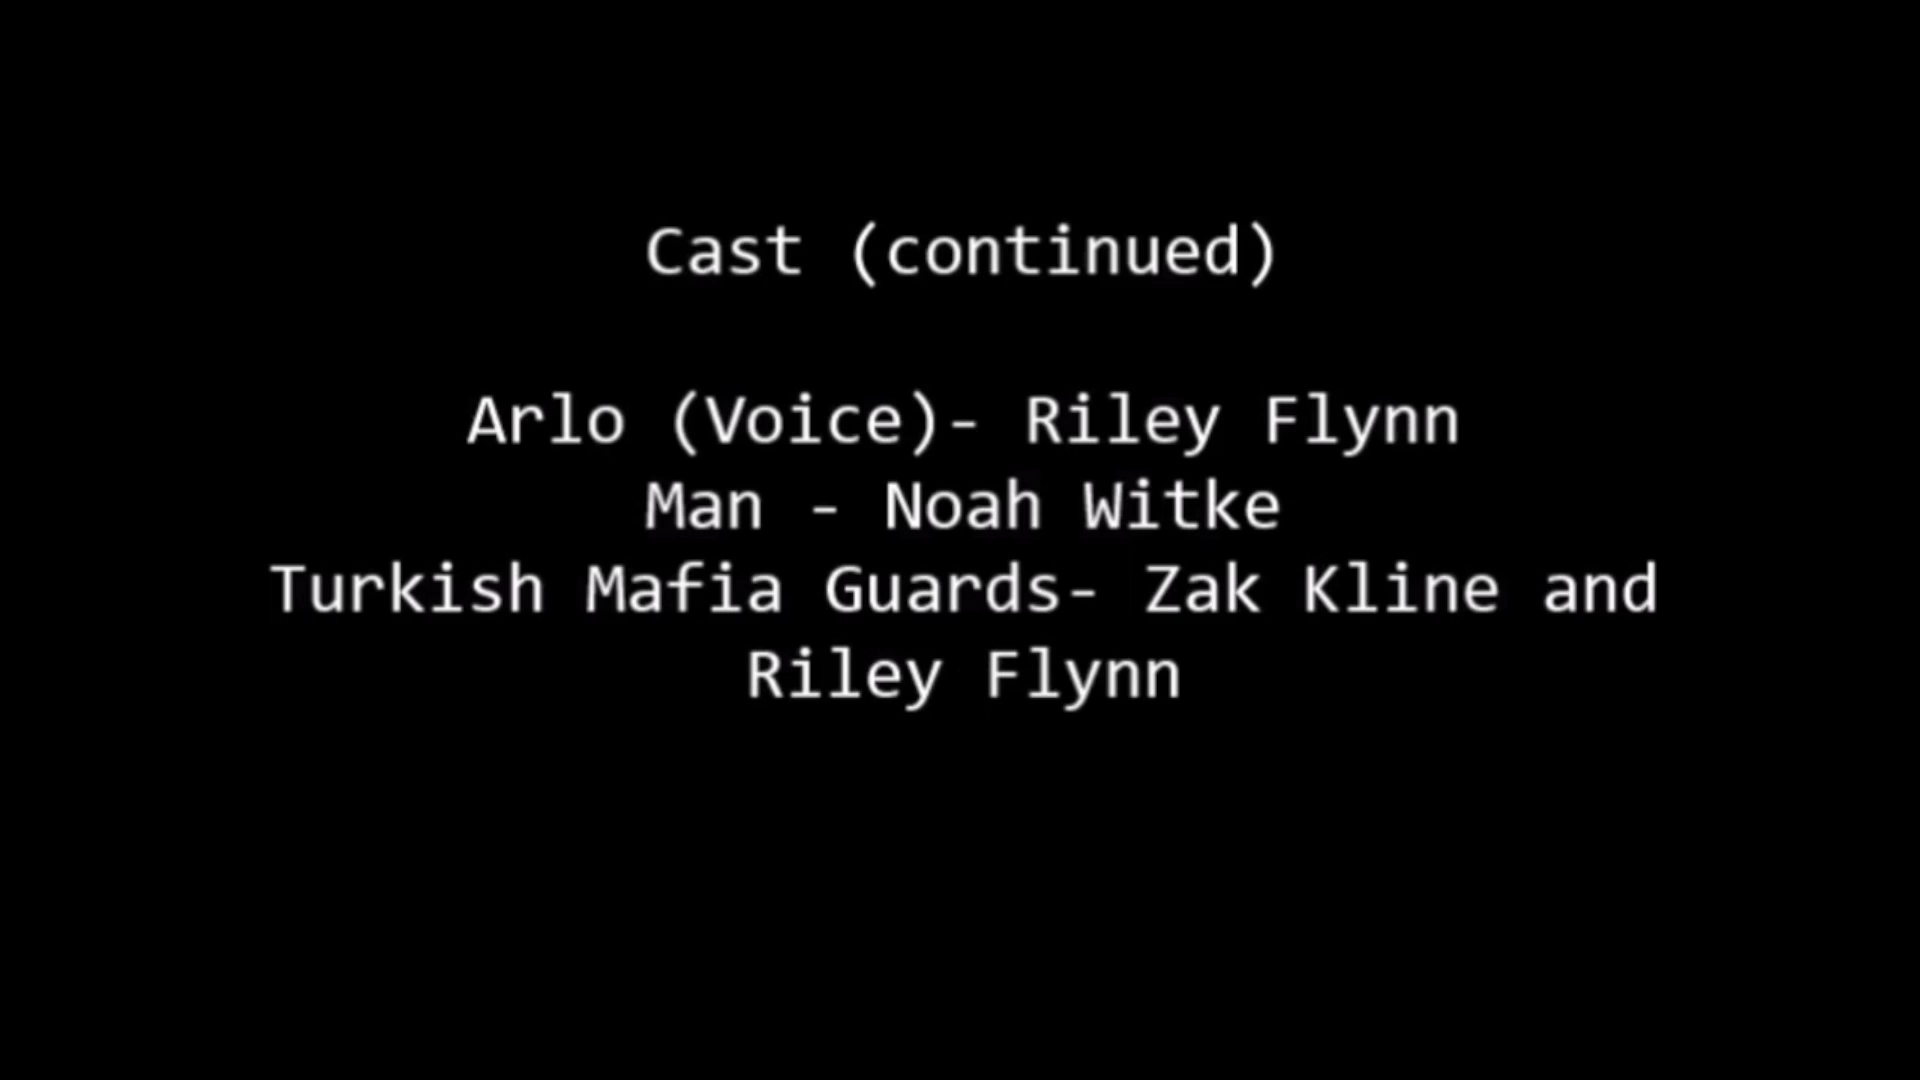 Cast (continued)
Arlo (Voice)- Riley Flynn
Man - Noah Witke
Turkish Mafia Guards- Zak Kline and
Riley Flynn